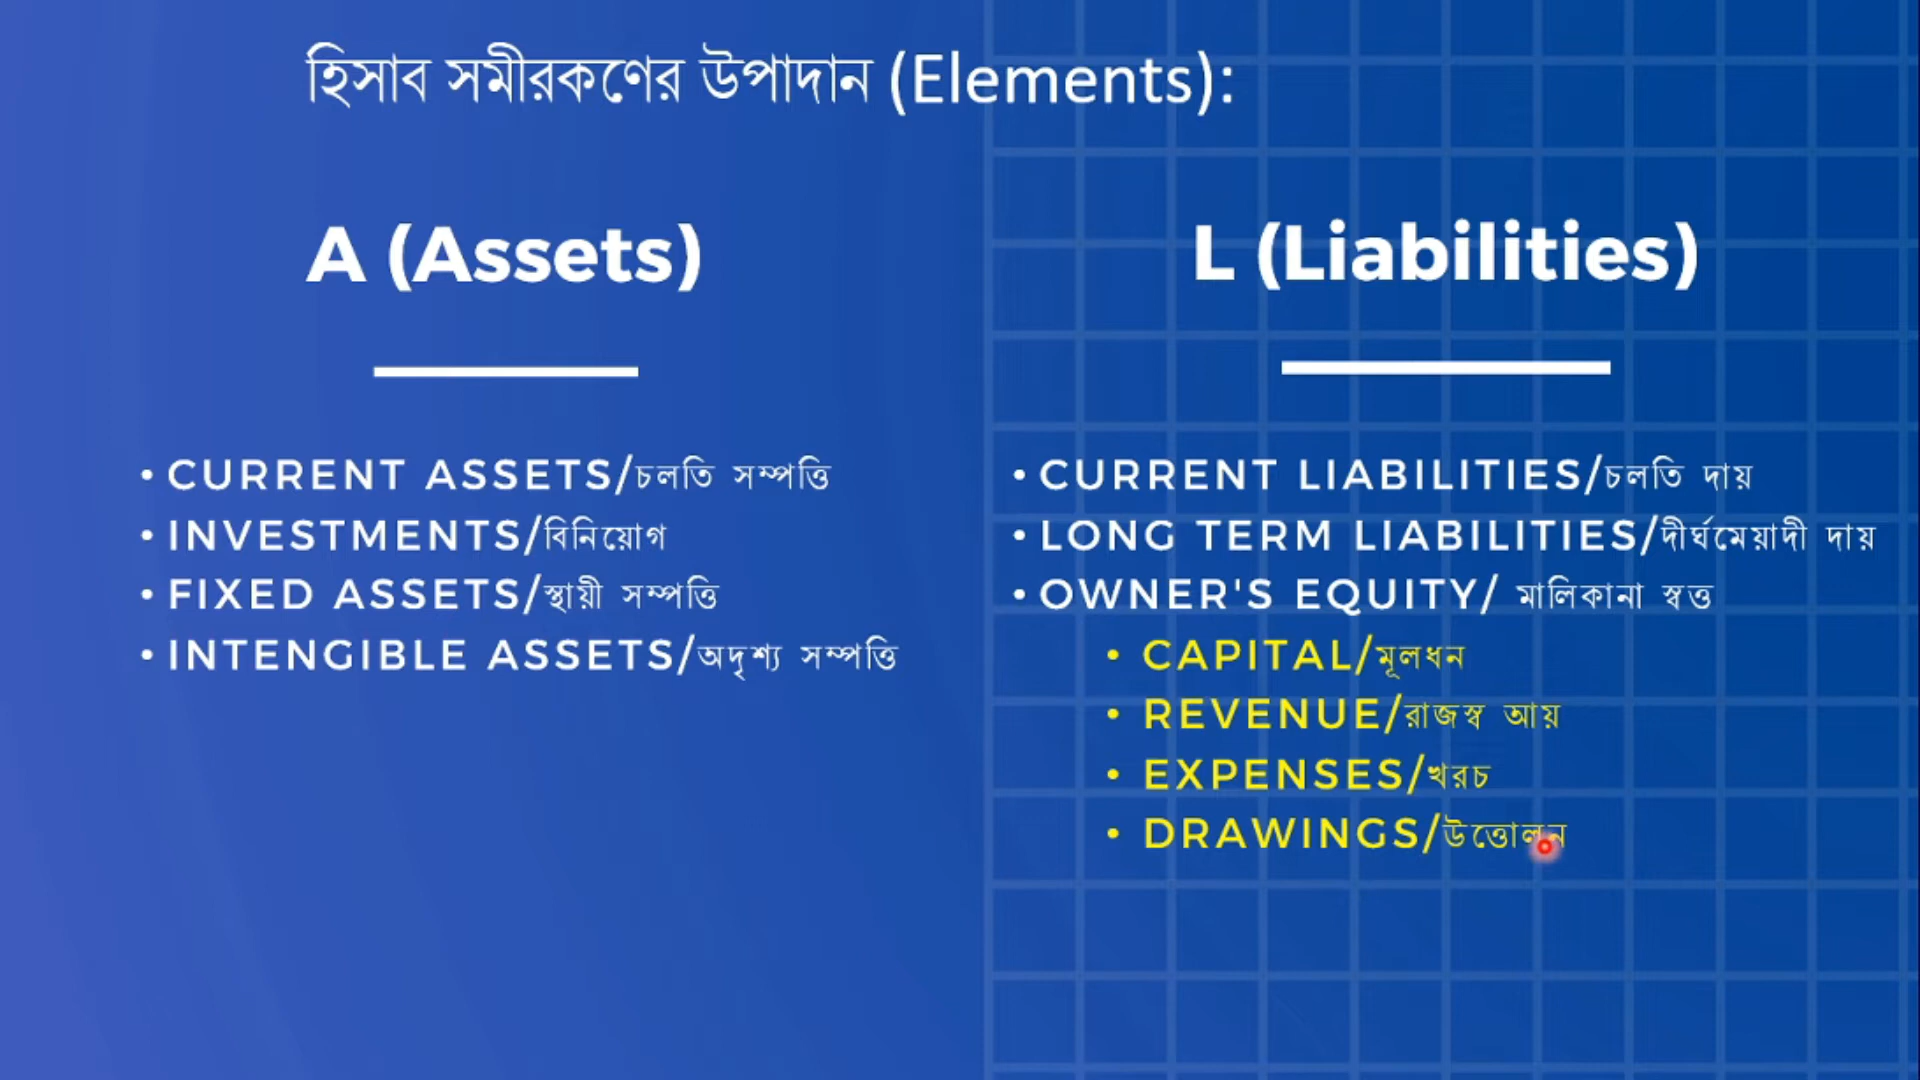 হিসাব সমীরকণের উপাদান (Elements):
A (Assets)
• CURRENT ASSETS/চলতি সম্পত্তি
• INVESTMENTS/বিনিয়োগ
• FIXED ASSETS/স্থায়ী সম্পত্তি
• INTENGIBLE ASSETS/অদৃশ্য সম্পত্তি
L (Liabilities)
• CURRENT LIABILITIES/চলতি দায়
• LONG TERM LIABILITIES/দীর্ঘমেয়াদী দায়
• OWNER'S EQUITY/ মালিকানা স্বত্ত
• CAPITAL/মূলধন
• REVENUE/রাজস্ব আয়
• EXPENSES/খরচ
• DRAWINGS/উত্তোলন